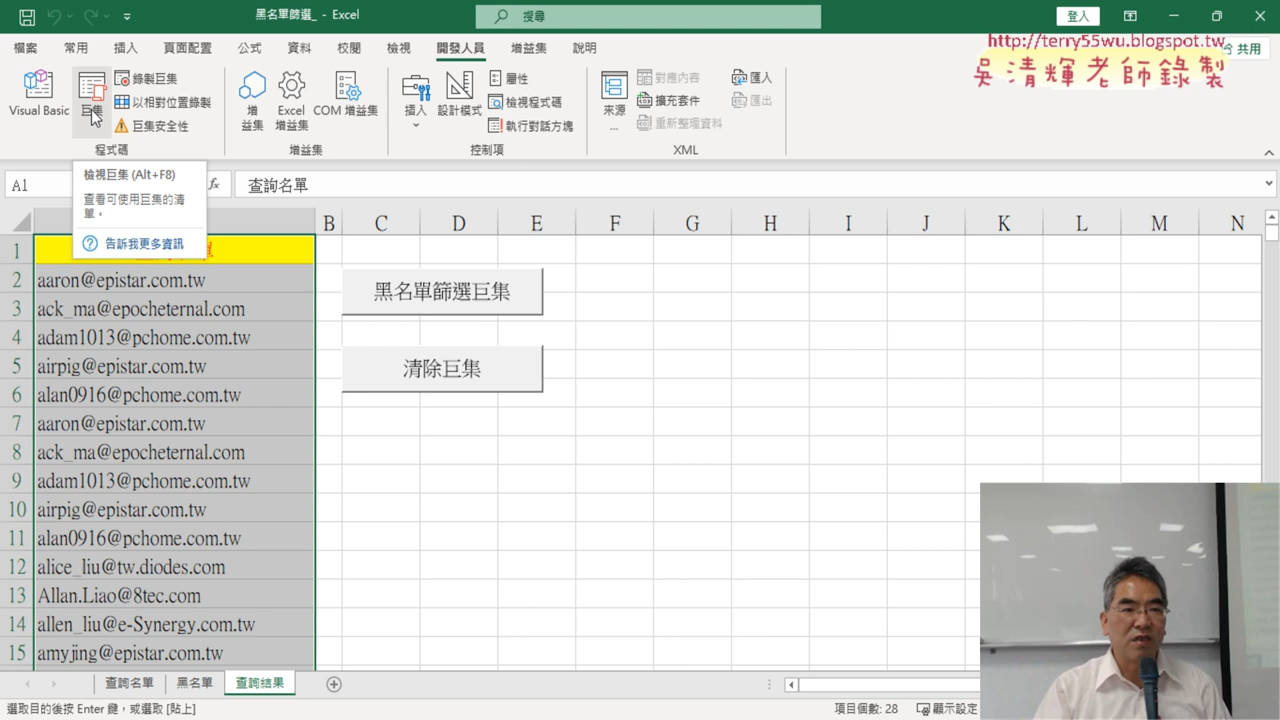 黑名單篩選_ - Excel
搜尋
登入
檔案 常用 插入 頁面配置 公式 資料 校閱 檢視 開發人員 增益集 說明
共用
http://terry55wu.blogspot.tw
吳清輝老師錄製
Visual Basic
巨集
錄製巨集
以相對位置錄製
巨集安全性
程式碼
增益集
Excel 增益集
COM 增益集
增益集
插入
設計模式
屬性
檢視程式碼
執行對話方塊
控制項
來源...
對應內容
擴充套件
重新整理資料
匯入
匯出
XML
A1
fx
查詢名單
檢視巨集 (Alt+F8)
查看可使用巨集的清
單。
告訴我更多資訊
B C D E F G H I J K L M N
1
2 aaron@epistar.com.tw
3 ack_ma@epocheternal.com
4 adam1013@pchome.com.tw
5 airpig@epistar.com.tw
6 alan0916@pchome.com.tw
7 aaron@epistar.com.tw
8 ack_ma@epocheternal.com
9 adam1013@pchome.com.tw
10 airpig@epistar.com.tw
11 alan0916@pchome.com.tw
12 alice_liu@tw.diodes.com
13 Allan.Liao@8tec.com
14 allen_liu@e-Synergy.com.tw
15 amyjing@epistar.com.tw
黑名單篩選巨集
清除巨集
查詢名單 黑名單 查詢結果
選取目的後按 Enter 鍵，或選取 [貼上]
項目個數: 28
顯示設定